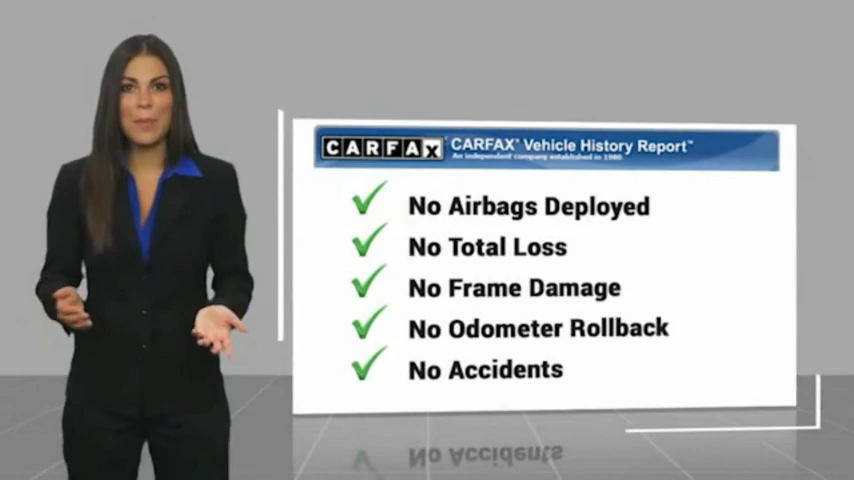 CARFAX CARFAX™ Vehicle History Report™
An independent company established in 1986
No Airbags Deployed
No Total Loss
No Frame Damage
No Odometer Rollback
No Accidents
No Accidents